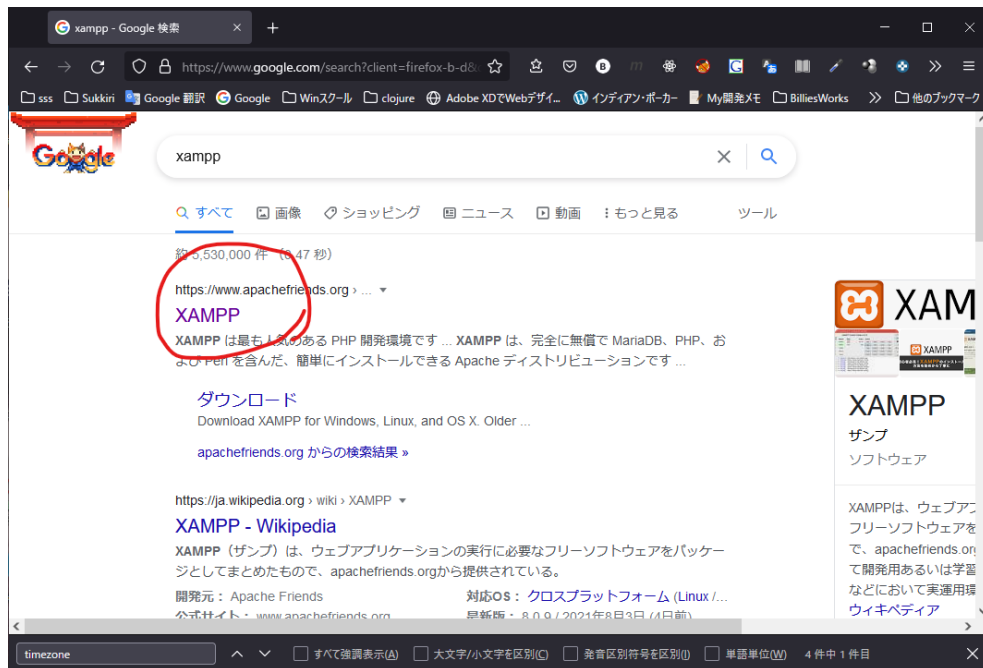 xampp - Google 検索
https://www.google.com/search?client=firefox-b-d&
sss Sukkiri Google 翻訳 Google Winスクール clojure Adobe XDでWebデザイ... インディアン・ポーカー My開発メモ BilliesWorks 他のブックマーク
Google
xampp
すべて 画像 ショッピング ニュース 動画 もっと見る ツール
約 5,530,000 件 (0.47 秒)
https://www.apachefriends.org › ...
XAMPP
XAMPP は最も人気のある PHP 開発環境です ... XAMPP は、完全に無償で MariaDB、PHP、お
よび Perl を含んだ、簡単にインストールできる Apache ディストリビューションです ...
ダウンロード
Download XAMPP for Windows, Linux, and OS X. Older ...
apachefriends.org からの検索結果 »
https://ja.wikipedia.org › wiki › XAMPP
XAMPP - Wikipedia
XAMPP（ザンプ）は、ウェブアプリケーションの実行に必要なフリーソフトウェアをパッケー
ジとしてまとめたもので、apachefriends.orgから提供されている。
開発元： Apache Friends 対応OS： クロスプラットフォーム (Linux /...
公式サイト： www.apachefriends.org 最新版： 8.0.9 / 2021年8月3日 (4日前)
XAM
XAMPP
XAMPP
ザンプ
ソフトウェア
XAMPPは、ウェブアプ
フリーソフトウェアを
で、apachefriends.or
て開発用あるいは学習
などにおいて実運用環
ウィキペディア
timezone すべて強調表示(A) 大文字/小文字を区別(C) 発音区別符号を区別(I) 単語単位(W) 4 件中 1 件目